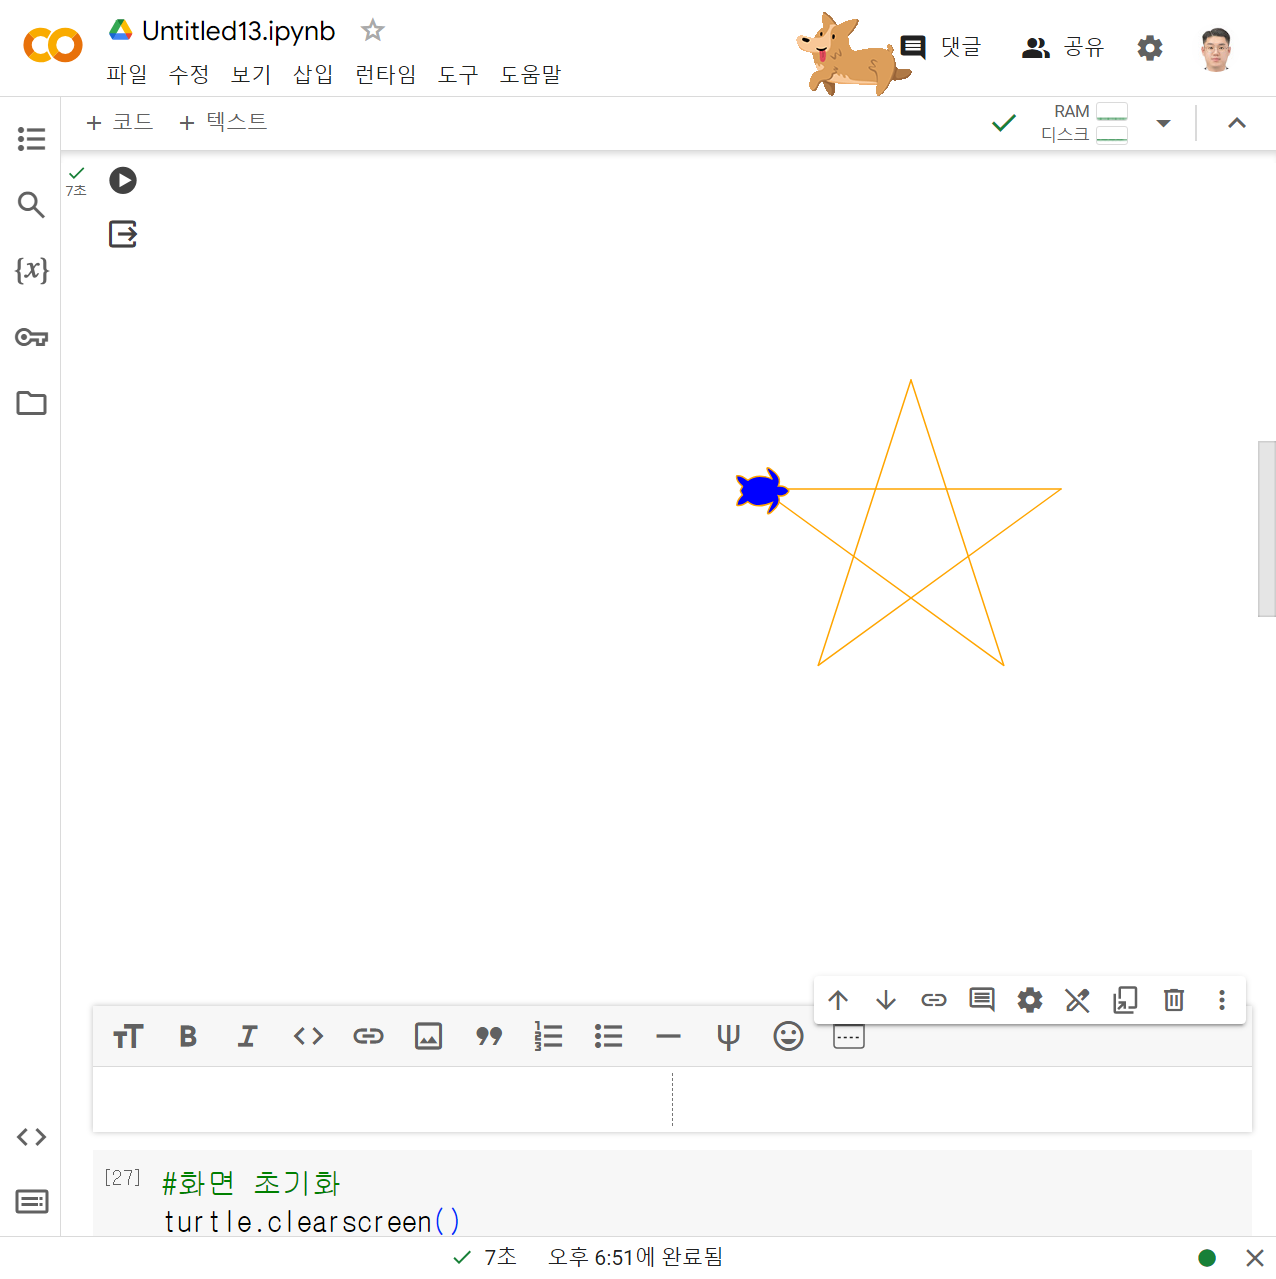 Untitled13.ipynb
파일 수정 보기 삽입 런타임 도구 도움말
댓글 공유
+ 코드 + 텍스트
RAM
디스크
7초
{x}
[27] #화면 초기화
turtle.clearscreen()
7초 오후 6:51에 완료됨